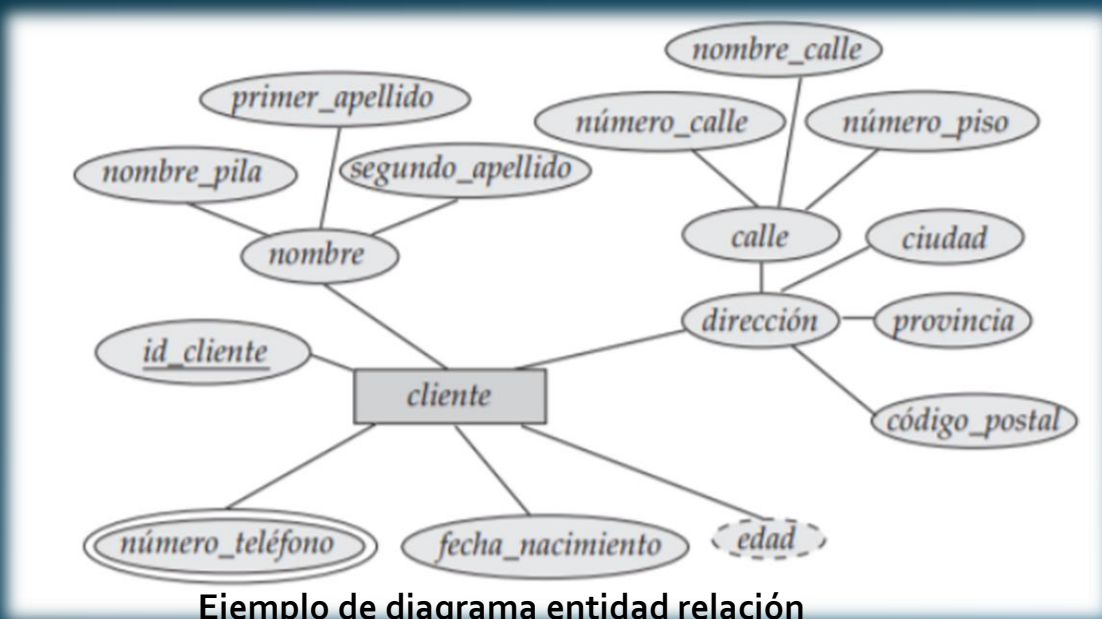 nombre_calle
primer_apellido
número_calle
número_piso
nombre_pila
segundo_apellido
calle
ciudad
nombre
dirección
provincia
id_cliente
cliente
código_postal
número_teléfono
fecha_nacimiento
edad
Ejemplo de diagrama entidad relación